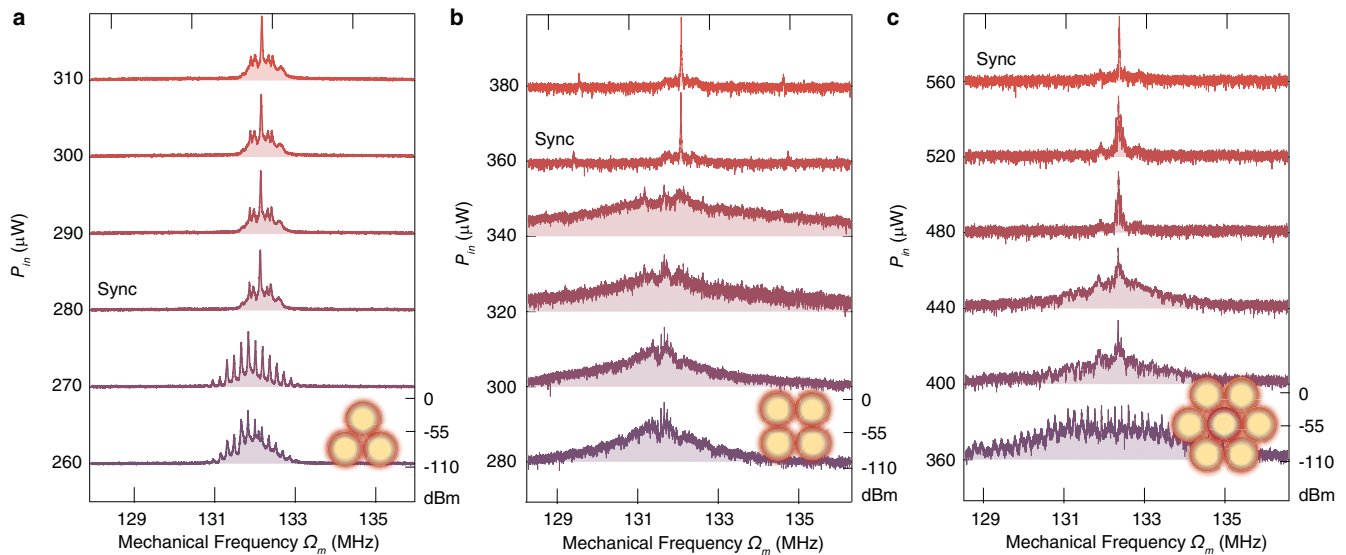 a
P_in (µW)
310
300
290
Sync
280
270
260
0
-55
-110
dBm
129
131
133
135
Mechanical Frequency Ω_m (MHz)
b
P_in (µW)
380
Sync
360
340
320
300
280
0
-55
-110
dBm
129
131
133
135
Mechanical Frequency Ω_m (MHz)
c
P_in (µW)
Sync
560
520
480
440
400
360
0
-55
-110
dBm
129
131
133
135
Mechanical Frequency Ω_m (MHz)